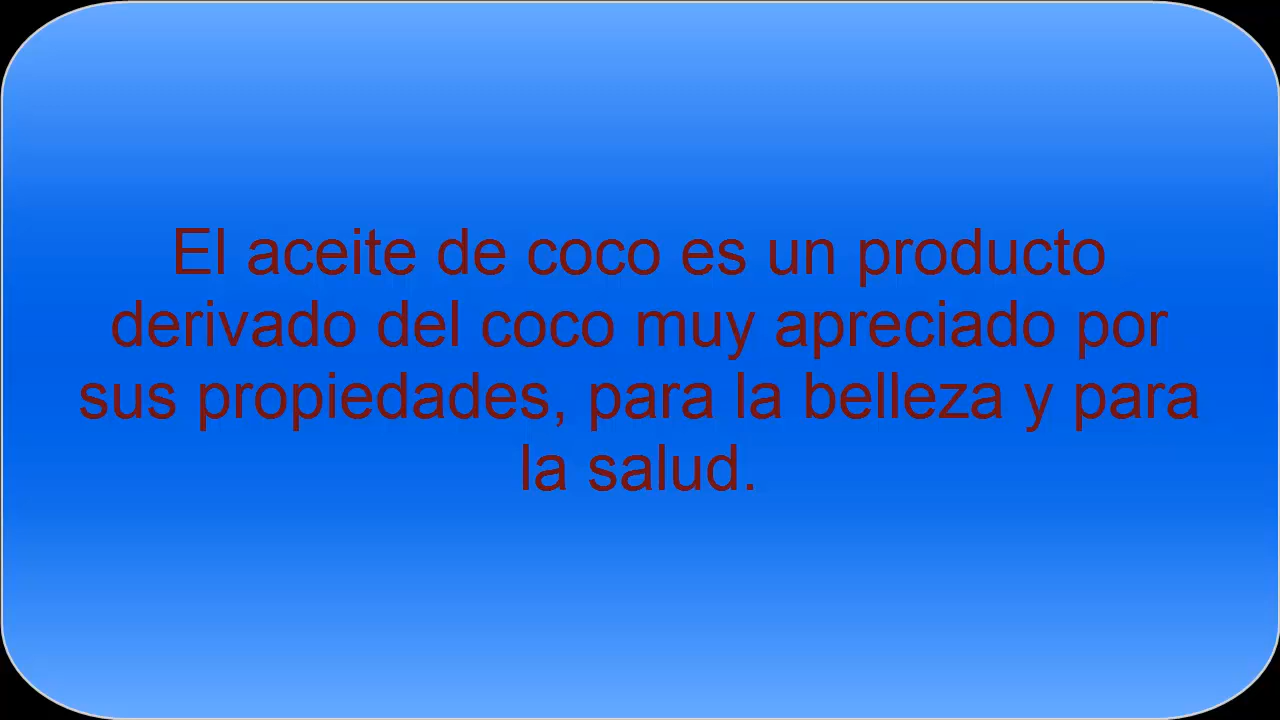 El aceite de coco es un producto
derivado del coco muy apreciado por
sus propiedades, para la belleza y para
la salud.